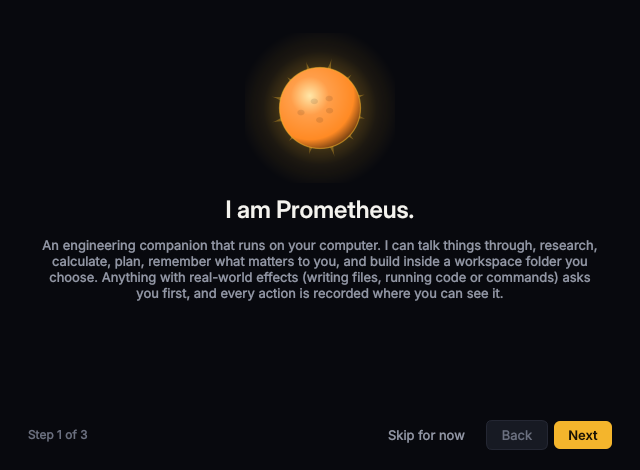 I am Prometheus.
An engineering companion that runs on your computer. I can talk things through, research,
calculate, plan, remember what matters to you, and build inside a workspace folder you
choose. Anything with real-world effects (writing files, running code or commands) asks
you first, and every action is recorded where you can see it.
Step 1 of 3
Skip for now
Back
Next